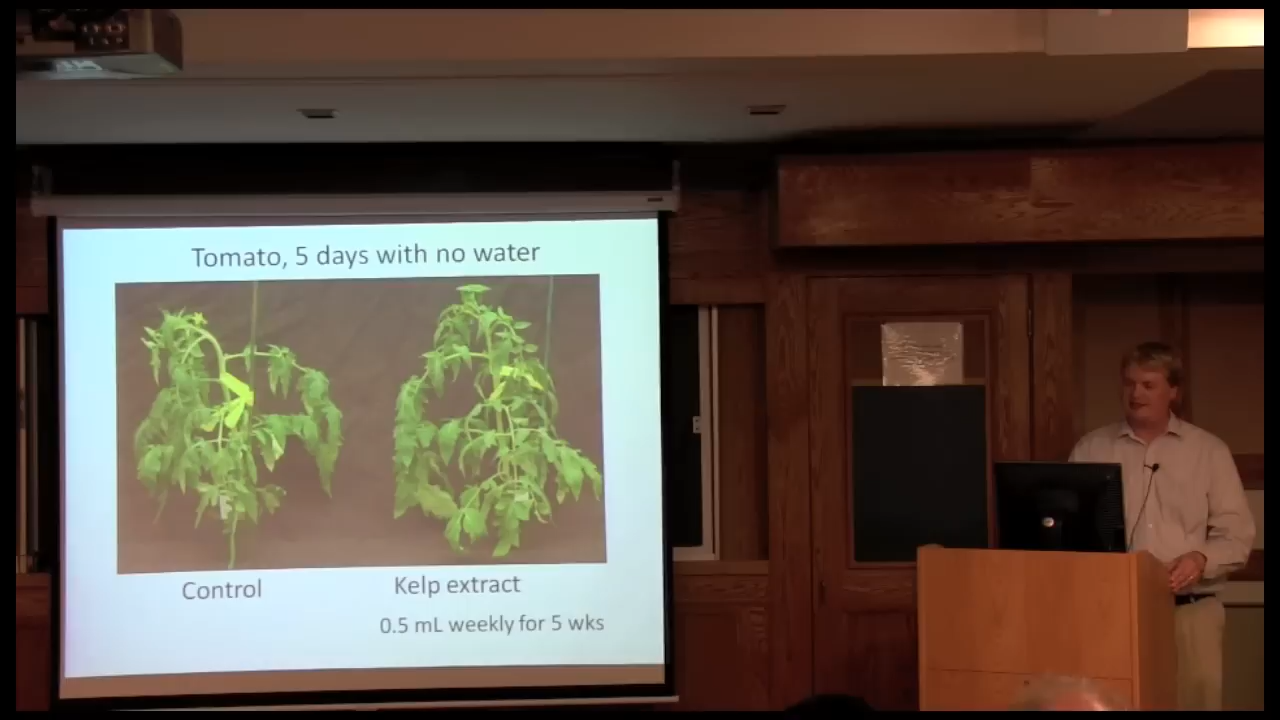 Tomato, 5 days with no water
Control
Kelp extract
0.5 mL weekly for 5 wks